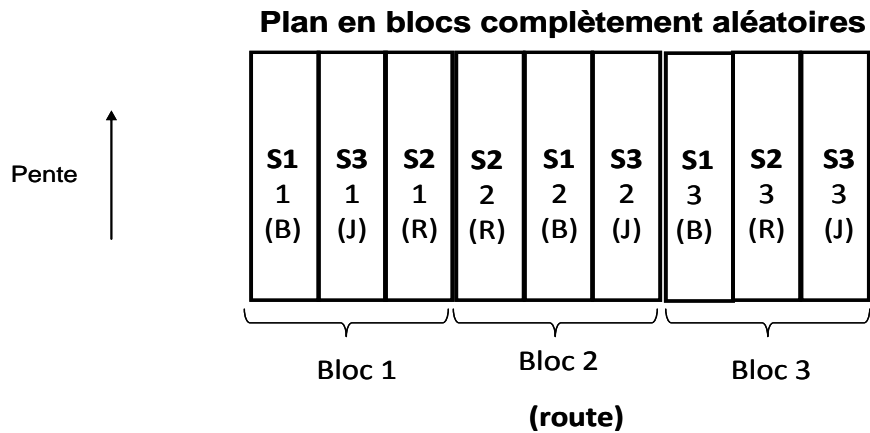 Plan en blocs complètement aléatoires
Pente
S1 S3 S2 S2 S1 S3 S1 S2 S3
1 1 1 2 2 2 3 3 3
(B) (J) (R) (R) (B) (J) (B) (R) (J)
Bloc 1 Bloc 2 Bloc 3
(route)